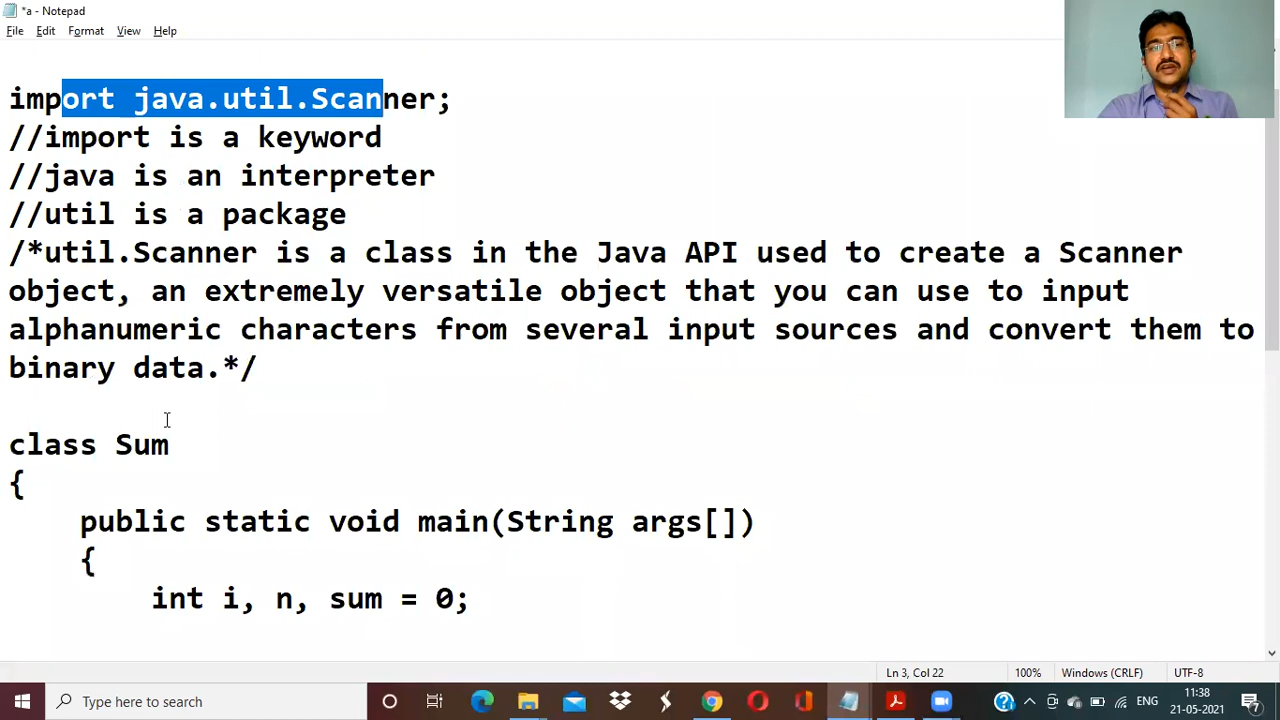 *a - Notepad
File Edit Format View Help
import java.util.Scanner;
//import is a keyword
//java is an interpreter
//util is a package
/*util.Scanner is a class in the Java API used to create a Scanner
object, an extremely versatile object that you can use to input
alphanumeric characters from several input sources and convert them to
binary data.*/
class Sum
{
public static void main(String args[])
{
int i, n, sum = 0;
Ln 3, Col 22 100% Windows (CRLF) UTF-8
Type here to search ENG 11:38
21-05-2021 7